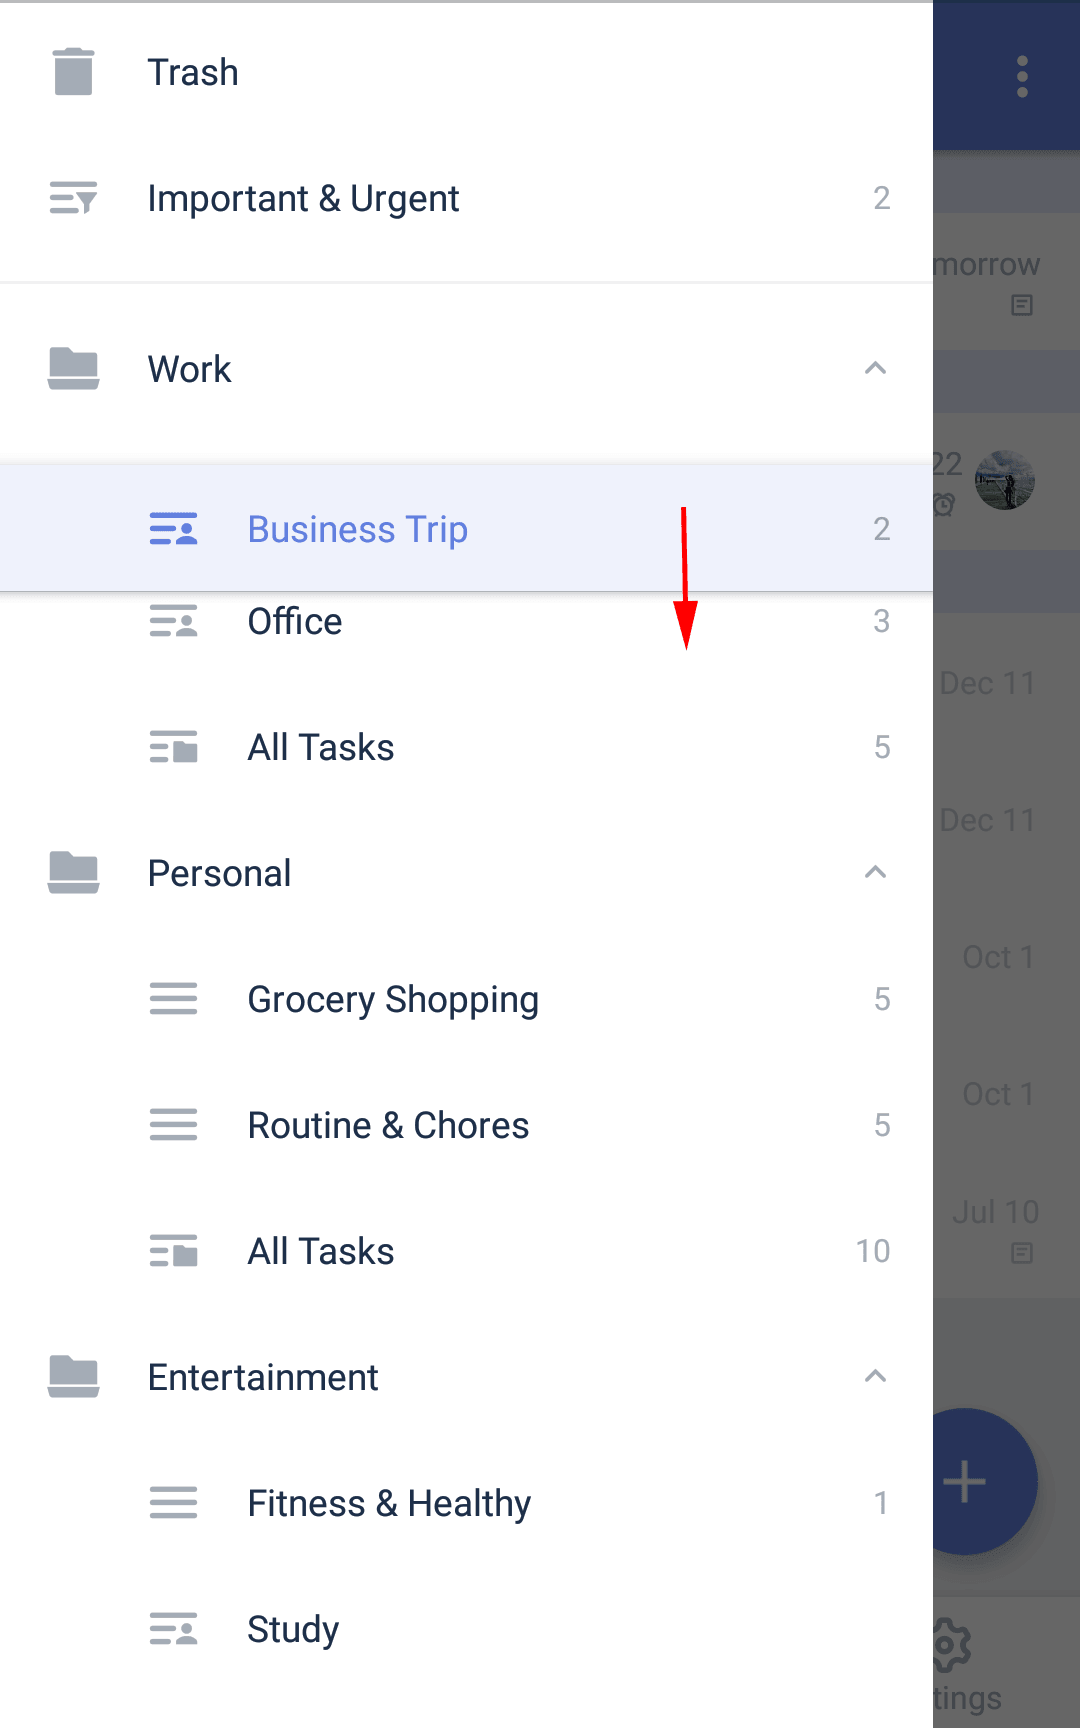 Trash
Important & Urgent 2
morrow
Work
22
Business Trip 2
Office 3
Dec 11
All Tasks 5
Dec 11
Personal
Oct 1
Grocery Shopping 5
Oct 1
Routine & Chores 5
Jul 10
All Tasks 10
Entertainment
Fitness & Healthy 1
Study
tings